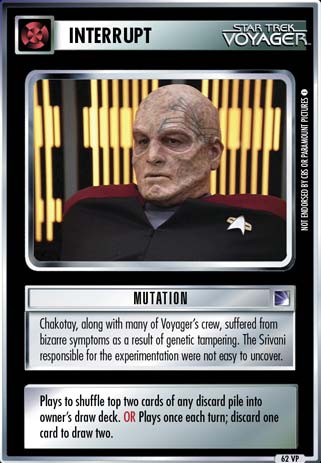 INTERRUPT
STAR TREK
VOYAGER
NOT ENDORSED BY CBS OR PARAMOUNT PICTURES
MUTATION
Chakotay, along with many of Voyager's crew, suffered from
bizarre symptoms as a result of genetic tampering. The Srivani
responsible for the experimentation were not easy to uncover.
Plays to shuffle top two cards of any discard pile into
owner's draw deck. OR Plays once each turn; discard one
card to draw two.
62 VP